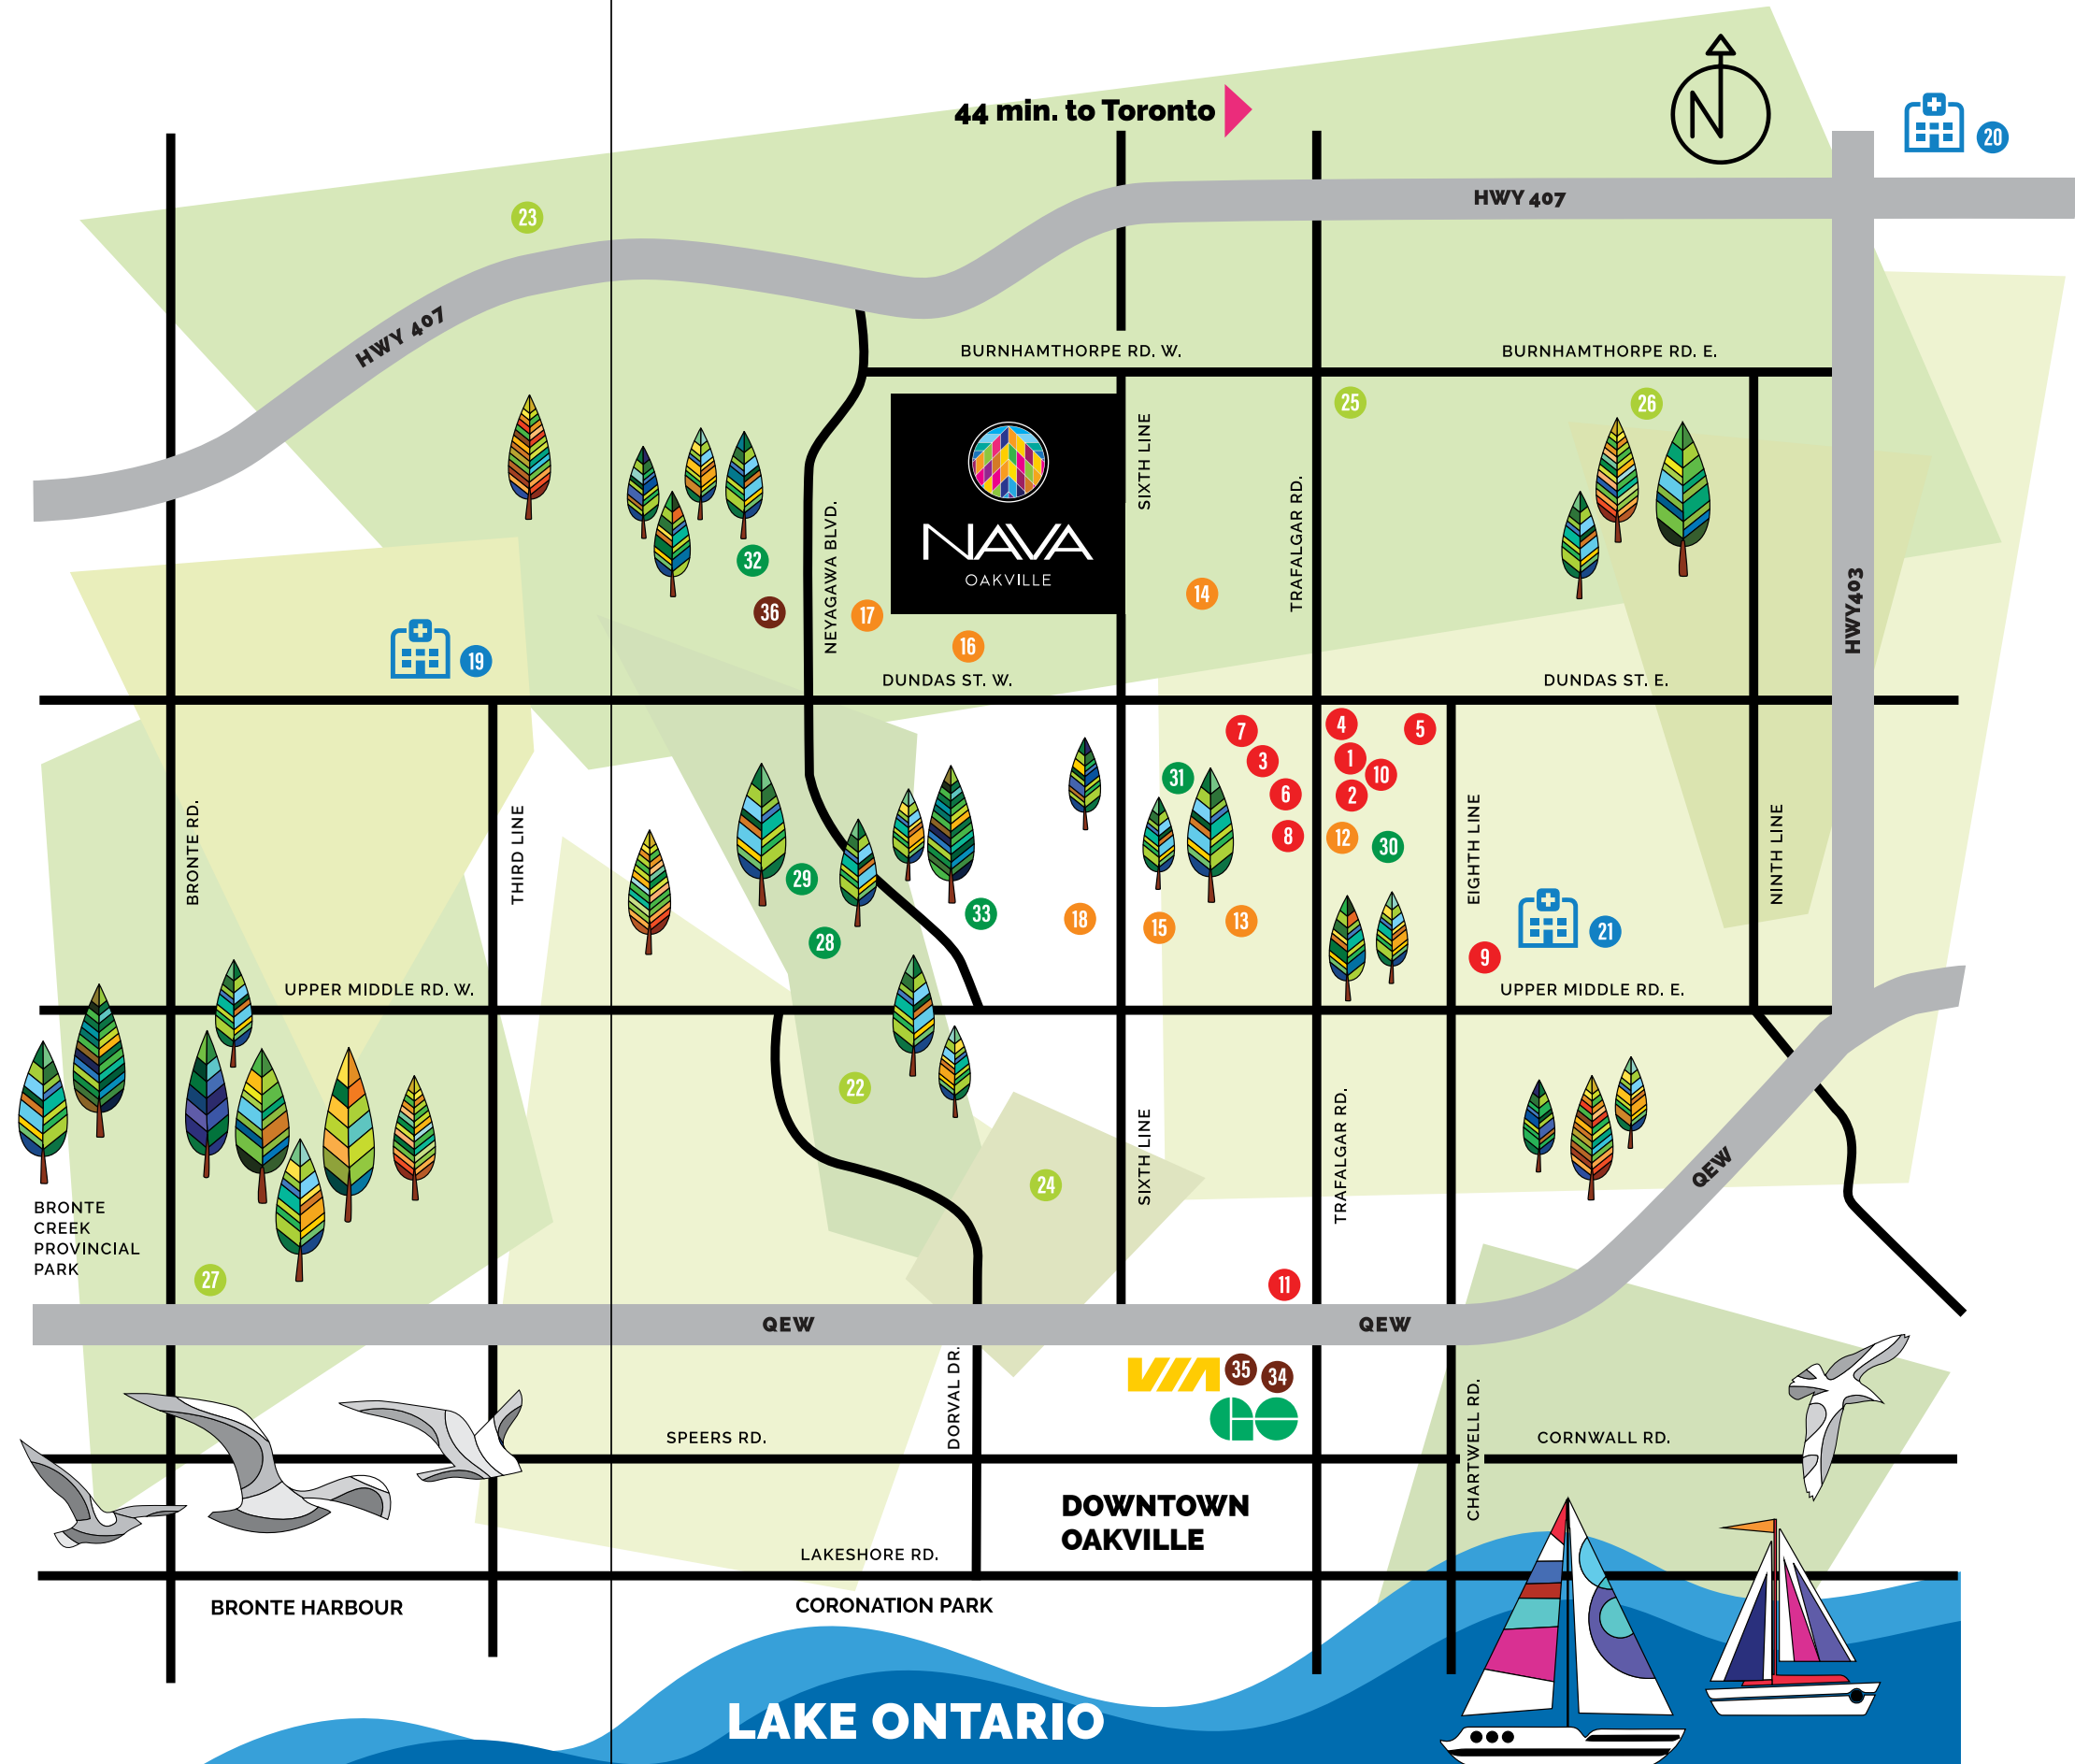 44 min. to Toronto
N
20
HWY 407
23
HWY 407
BURNHAMTHORPE RD. W.
BURNHAMTHORPE RD. E.
25
26
SIXTH LINE
NAVA
OAKVILLE
TRAFALGAR RD.
NEYAGAWA BLVD.
32
36
17
14
16
HWY403
19
DUNDAS ST. W.
DUNDAS ST. E.
7
4
5
3
1
10
31
6
2
8
12
30
BRONTE RD.
THIRD LINE
EIGHTH LINE
NINTH LINE
29
33
18
15
13
28
21
9
UPPER MIDDLE RD. W.
UPPER MIDDLE RD. E.
22
24
SIXTH LINE
TRAFALGAR RD.
QEW
BRONTE
CREEK
PROVINCIAL
PARK
27
11
QEW
QEW
VIA
35
34
GO
DORVAL DR.
CHARTWELL RD.
SPEERS RD.
CORNWALL RD.
DOWNTOWN
OAKVILLE
LAKESHORE RD.
BRONTE HARBOUR
CORONATION PARK
LAKE ONTARIO